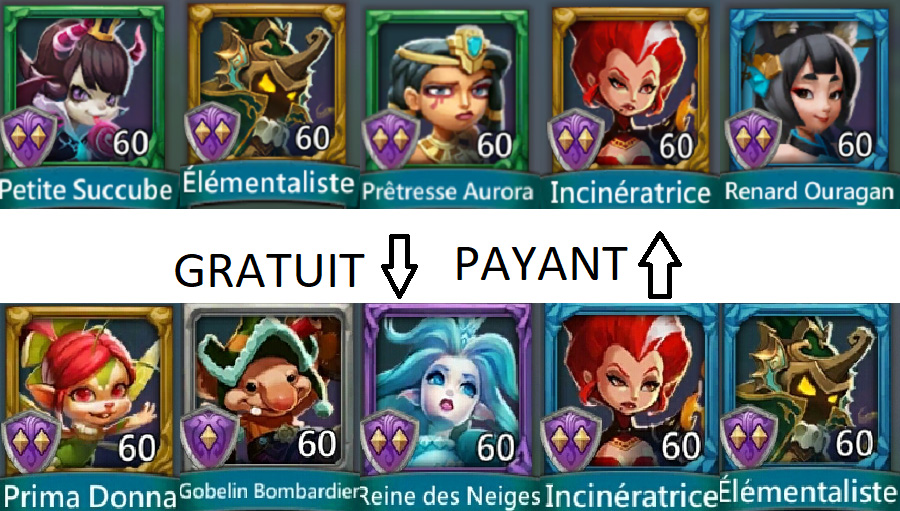 60 60 60 60 60
Petite Succube Élémentaliste Prêtresse Aurora Incinératrice Renard Ouragan
GRATUIT PAYANT
60 60 60 60 60
Prima Donna Gobelin Bombardier Reine des Neiges Incinératrice Élémentaliste